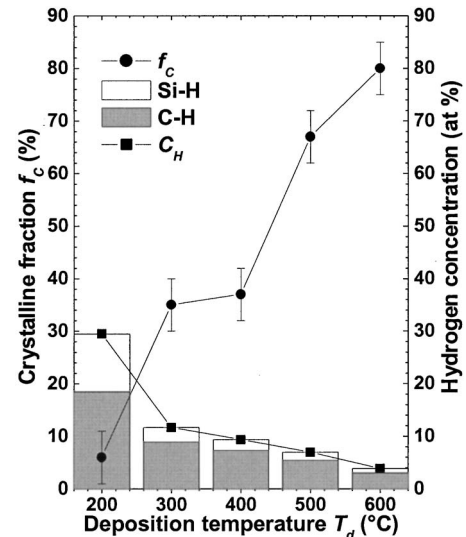 90
80
70
60
50
40
30
20
10
0
Crystalline fraction f_C (%)
f_C
Si-H
C-H
C_H
90
80
70
60
50
40
30
20
10
0
Hydrogen concentration (at %)
200 300 400 500 600
Deposition temperature T_d (°C)